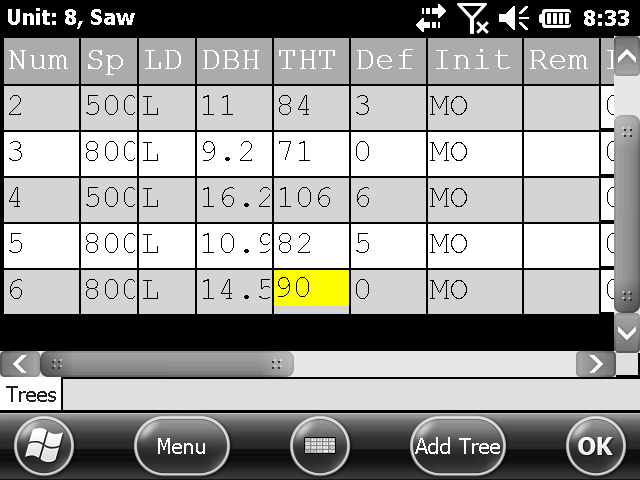 Unit: 8, Saw 8:33
Num Sp LD DBH THT Def Init Rem
2 500 L 11 84 3 MO
3 800 L 9.2 71 0 MO
4 500 L 16.2 106 6 MO
5 800 L 10.9 82 5 MO
6 800 L 14.5 90 0 MO
Trees
Menu Add Tree OK